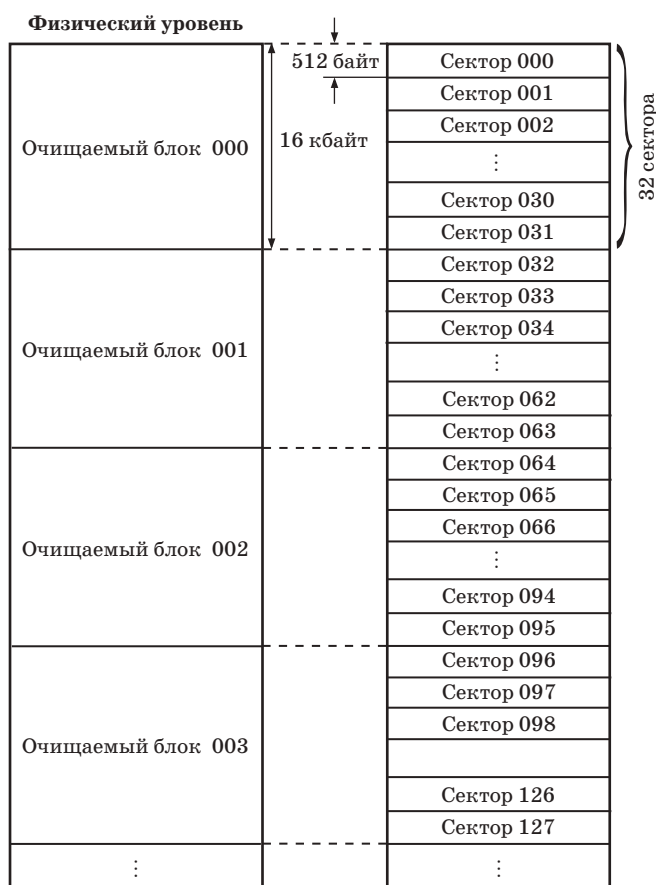 Физический уровень
512 байт
16 кбайт
32 сектора
Очищаемый блок 000
Сектор 000
Сектор 001
Сектор 002
⋮
Сектор 030
Сектор 031
Очищаемый блок 001
Сектор 032
Сектор 033
Сектор 034
⋮
Сектор 062
Сектор 063
Очищаемый блок 002
Сектор 064
Сектор 065
Сектор 066
⋮
Сектор 094
Сектор 095
Очищаемый блок 003
Сектор 096
Сектор 097
Сектор 098
Сектор 126
Сектор 127
⋮
⋮